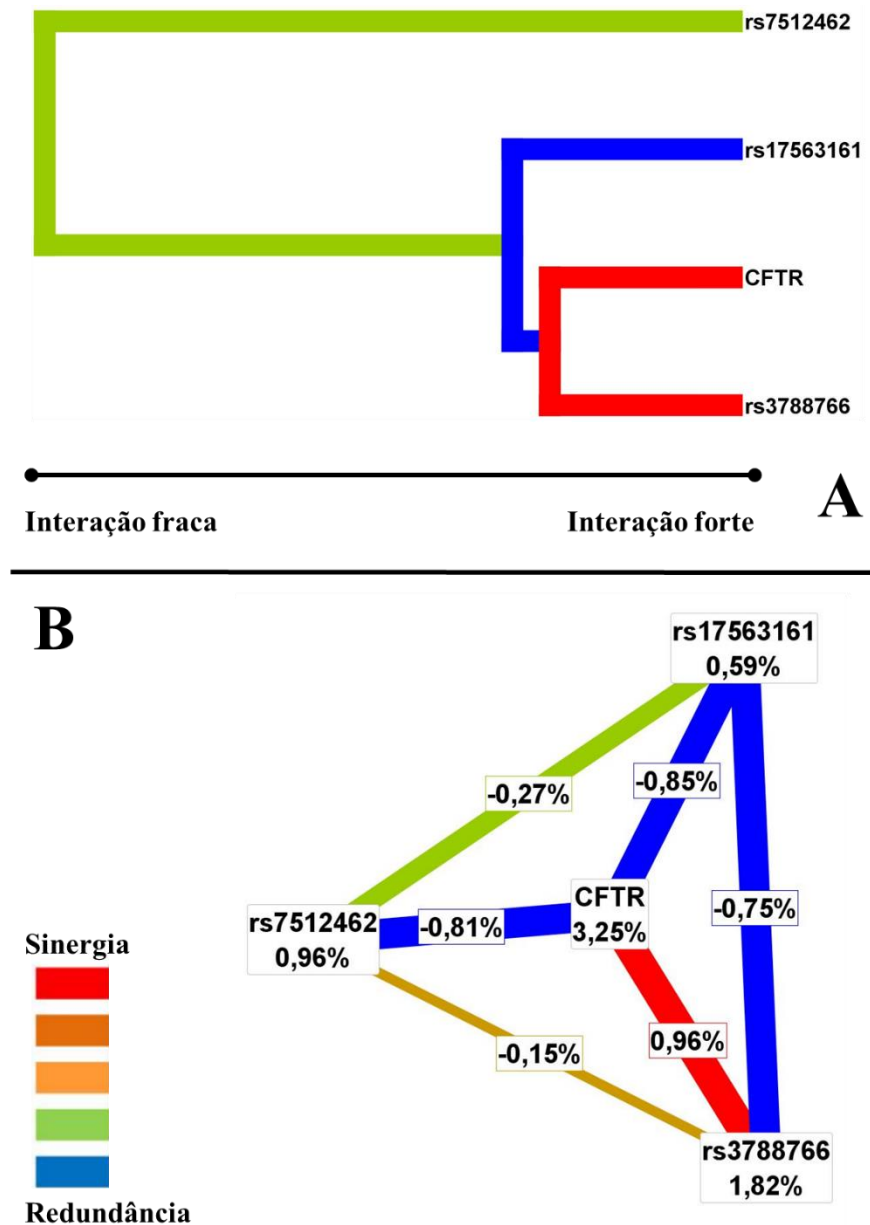 rs7512462
rs17563161
CFTR
rs3788766
Interação fraca
Interação forte
A
B
rs17563161
0,59%
-0,27%
-0,85%
CFTR
3,25%
-0,75%
rs7512462
0,96%
-0,81%
-0,15%
0,96%
rs3788766
1,82%
Sinergia
Redundância